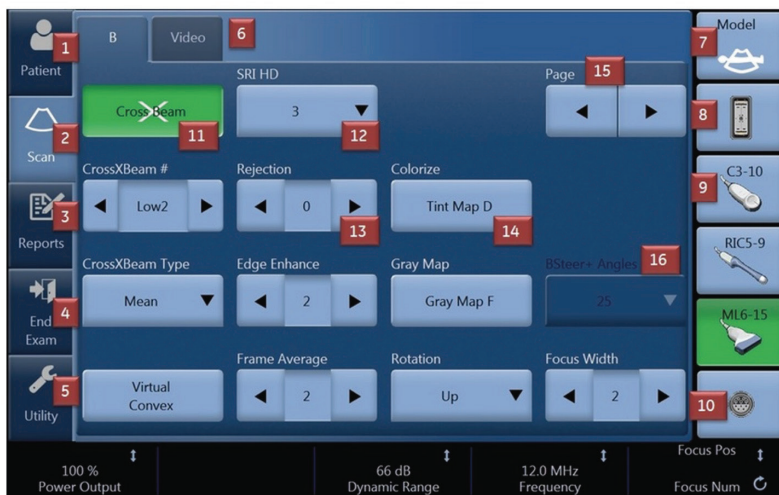 1
B
Video
6
Model
7
Patient
SRI HD
Page
15
Cross Beam
11
3
12
8
2
Scan
CrossXBeam #
Rejection
Colorize
C3-10
9
3
Low2
0
13
Tint Map D
14
Reports
RIC5-9
CrossXBeam Type
Edge Enhance
Gray Map
BSteer+ Angles
16
4
Mean
2
Gray Map F
25
ML6-15
End
Exam
Frame Average
Rotation
Focus Width
5
Virtual
Convex
2
Up
2
10
Utility
100 %
Power Output
66 dB
Dynamic Range
12.0 MHz
Frequency
Focus Pos
Focus Num